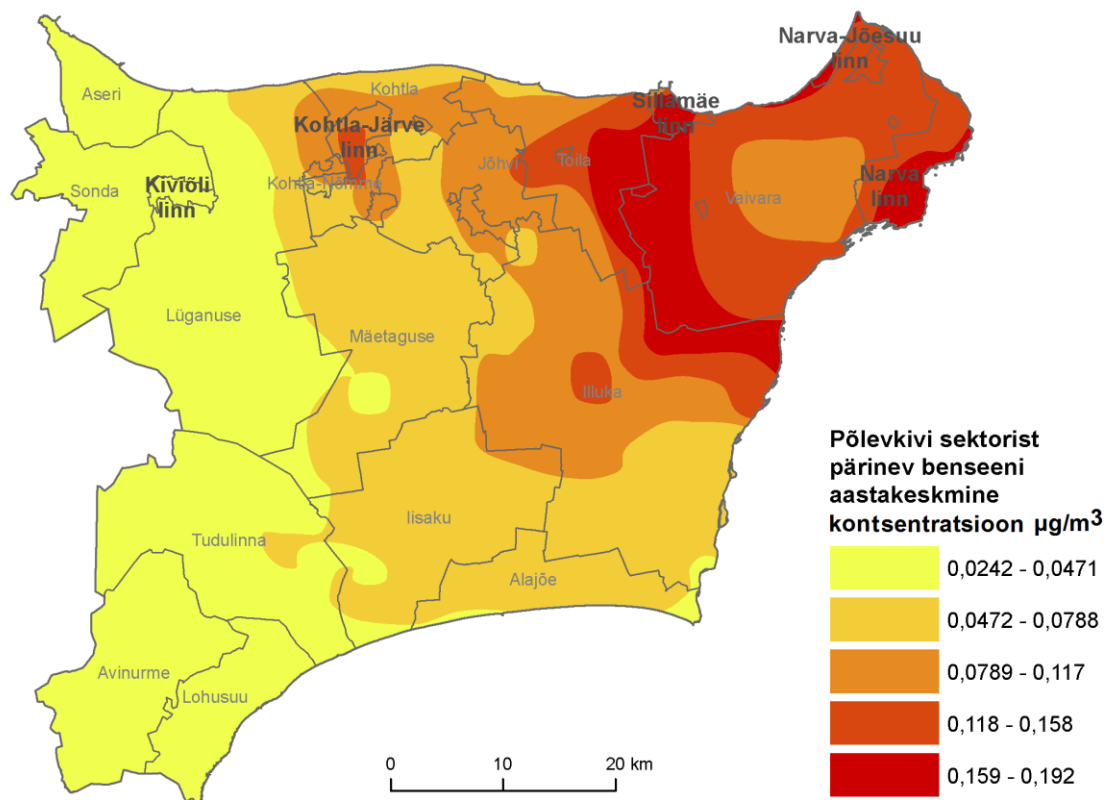 Narva-Jõesuu
linn
Aseri
Kohtla
Sillamäe
linn
Kohtla-Järve
linn
Jõhvi
Toila
Sonda
Kiviõli
linn
Kohtla-Nõmme
Vaivara
Narva
linn
Lüganuse
Mäetaguse
Illuka
Iisaku
Tudulinna
Alajõe
Avinurme
Lohusuu
Põlevkivi sektorist
pärinev benseeni
aastakeskmine
kontsentratsioon µg/m³
0,0242 - 0,0471
0,0472 - 0,0788
0,0789 - 0,117
0,118 - 0,158
0,159 - 0,192
0 10 20 km